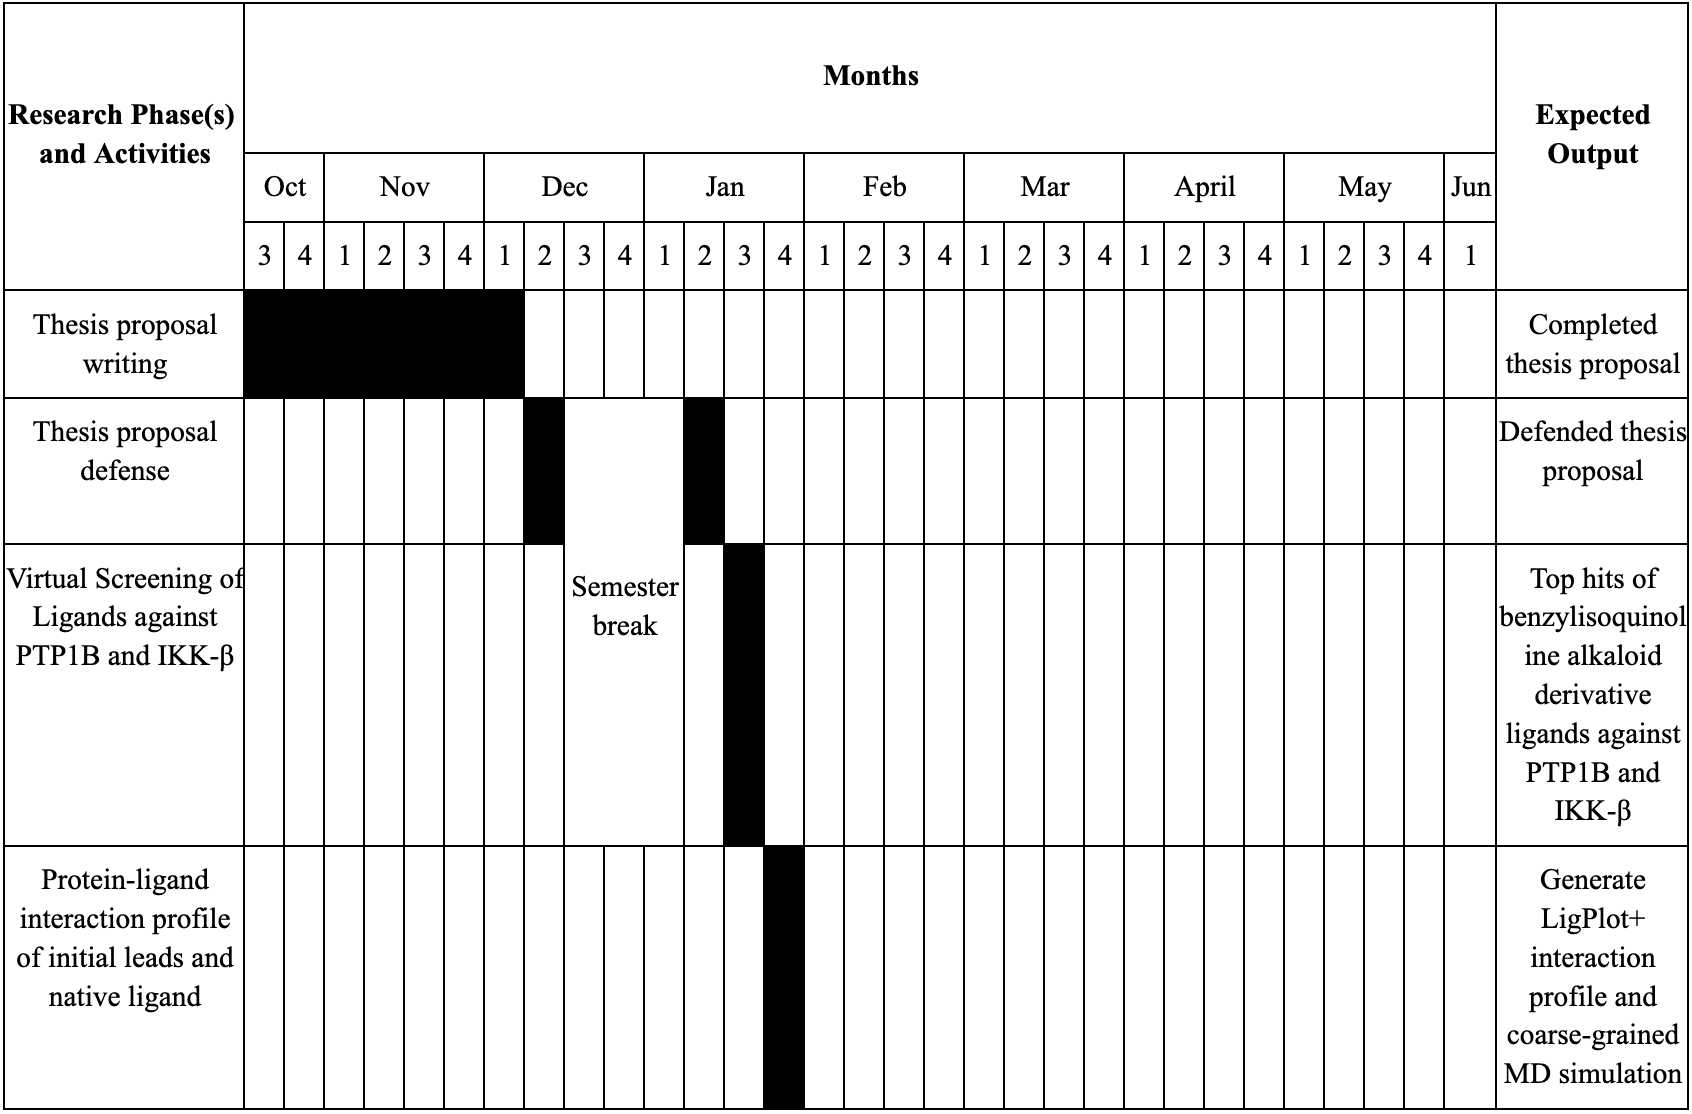 Research Phase(s)
and Activities
Months
Expected
Output
Oct Nov Dec Jan Feb Mar April May Jun
3 4 1 2 3 4 1 2 3 4 1 2 3 4 1 2 3 4 1 2 3 4 1 2 3 4 1 2 3 4 1
Thesis proposal
writing
Completed
thesis proposal
Thesis proposal
defense
Defended thesis
proposal
Semester
break
Virtual Screening of
Ligands against
PTP1B and IKK-β
Top hits of
benzylisoquinol
ine alkaloid
derivative
ligands against
PTP1B and
IKK-β
Protein-ligand
interaction profile
of initial leads and
native ligand
Generate
LigPlot+
interaction
profile and
coarse-grained
MD simulation